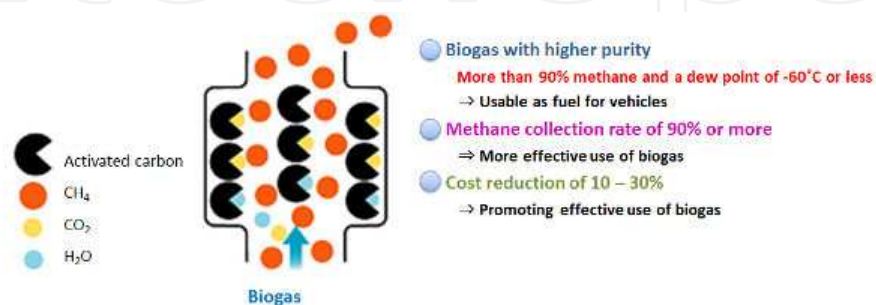 Biogas with higher purity
More than 90% methane and a dew point of -60°C or less
⇒ Usable as fuel for vehicles
Methane collection rate of 90% or more
⇒ More effective use of biogas
Cost reduction of 10 – 30%
⇒ Promoting effective use of biogas
Activated carbon
CH₄
CO₂
H₂O
Biogas